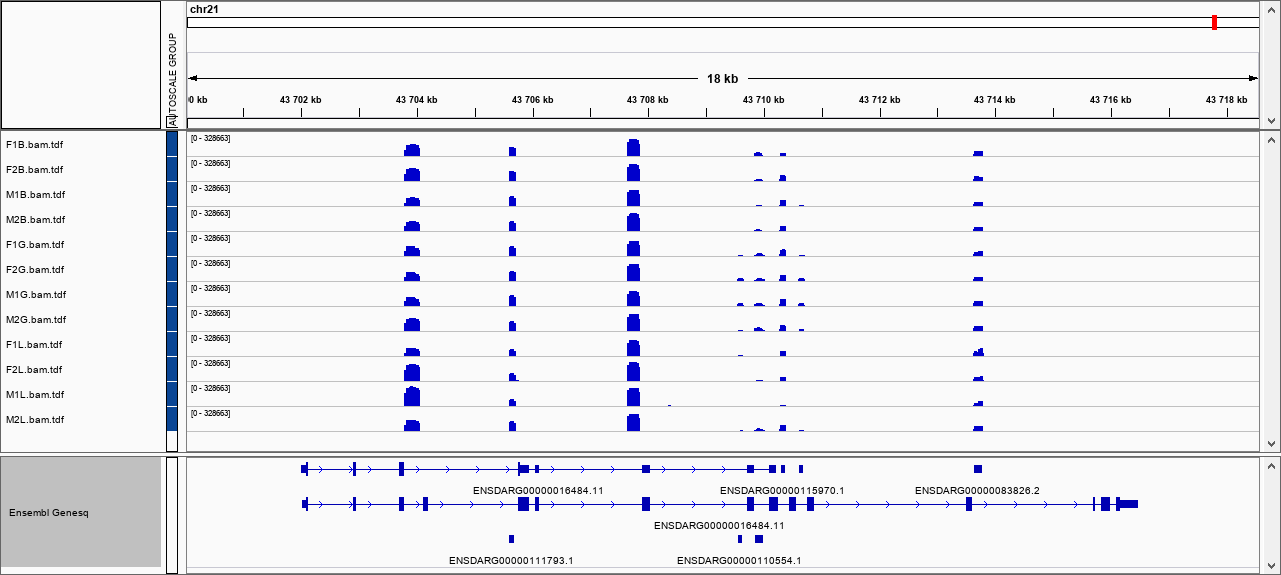 chr21
AUTOSCALE GROUP
18 kb
0 kb 43 702 kb 43 704 kb 43 706 kb 43 708 kb 43 710 kb 43 712 kb 43 714 kb 43 716 kb 43 718 kb
F1B.bam.tdf [0 - 328663]
F2B.bam.tdf [0 - 328663]
M1B.bam.tdf [0 - 328663]
M2B.bam.tdf [0 - 328663]
F1G.bam.tdf [0 - 328663]
F2G.bam.tdf [0 - 328663]
M1G.bam.tdf [0 - 328663]
M2G.bam.tdf [0 - 328663]
F1L.bam.tdf [0 - 328663]
F2L.bam.tdf [0 - 328663]
M1L.bam.tdf [0 - 328663]
M2L.bam.tdf [0 - 328663]
Ensembl Genesq
ENSDARG00000016484.11 ENSDARG00000115970.1 ENSDARG00000083826.2
ENSDARG00000016484.11
ENSDARG00000111793.1 ENSDARG00000110554.1